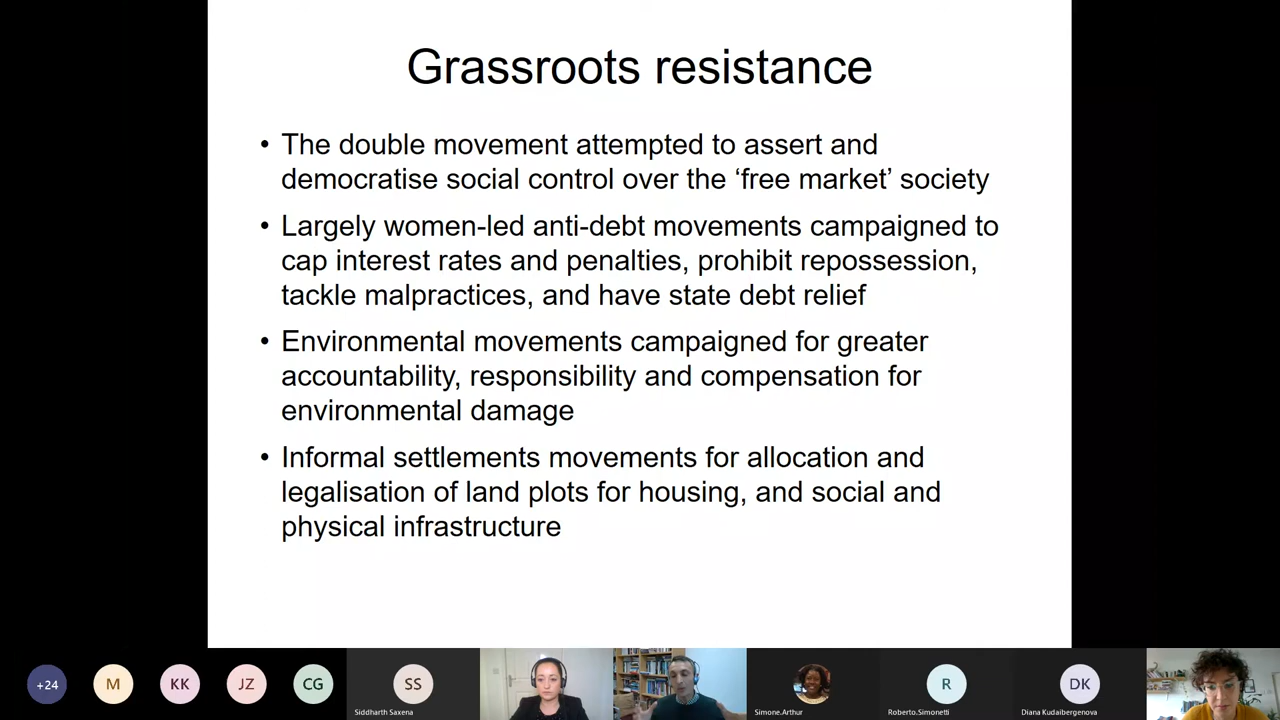 Grassroots resistance
• The double movement attempted to assert and
democratise social control over the ‘free market’ society
• Largely women-led anti-debt movements campaigned to
cap interest rates and penalties, prohibit repossession,
tackle malpractices, and have state debt relief
• Environmental movements campaigned for greater
accountability, responsibility and compensation for
environmental damage
• Informal settlements movements for allocation and
legalisation of land plots for housing, and social and
physical infrastructure
+24
M
KK
JZ
CG
SS
R
DK
Siddharth Saxena
Simone.Arthur
Roberto.Simonetti
Diana Kudaibergenova